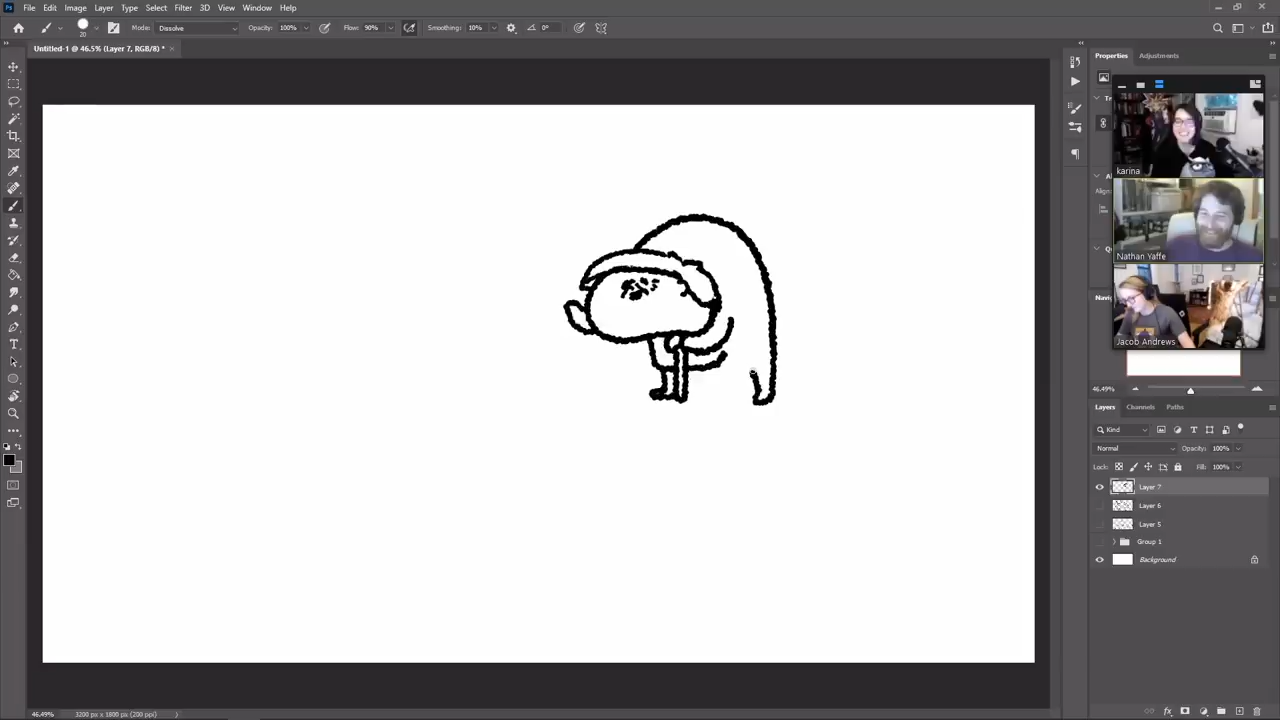 File Edit Image Layer Type Select Filter 3D View Window Help
20 Mode: Dissolve Opacity: 100% Flow: 90% Smoothing: 10% 0°
Untitled-1 @ 46.5% (Layer 7, RGB/8) *
Properties Adjustments
karina
Nathan Yaffe
Jacob Andrews
46.49%
Layers Channels Paths
Kind
Normal Opacity: 100%
Lock: Fill: 100%
Layer 7
Layer 6
Layer 5
Group 1
Background
46.49% 3200 px x 1800 px (200 ppi)